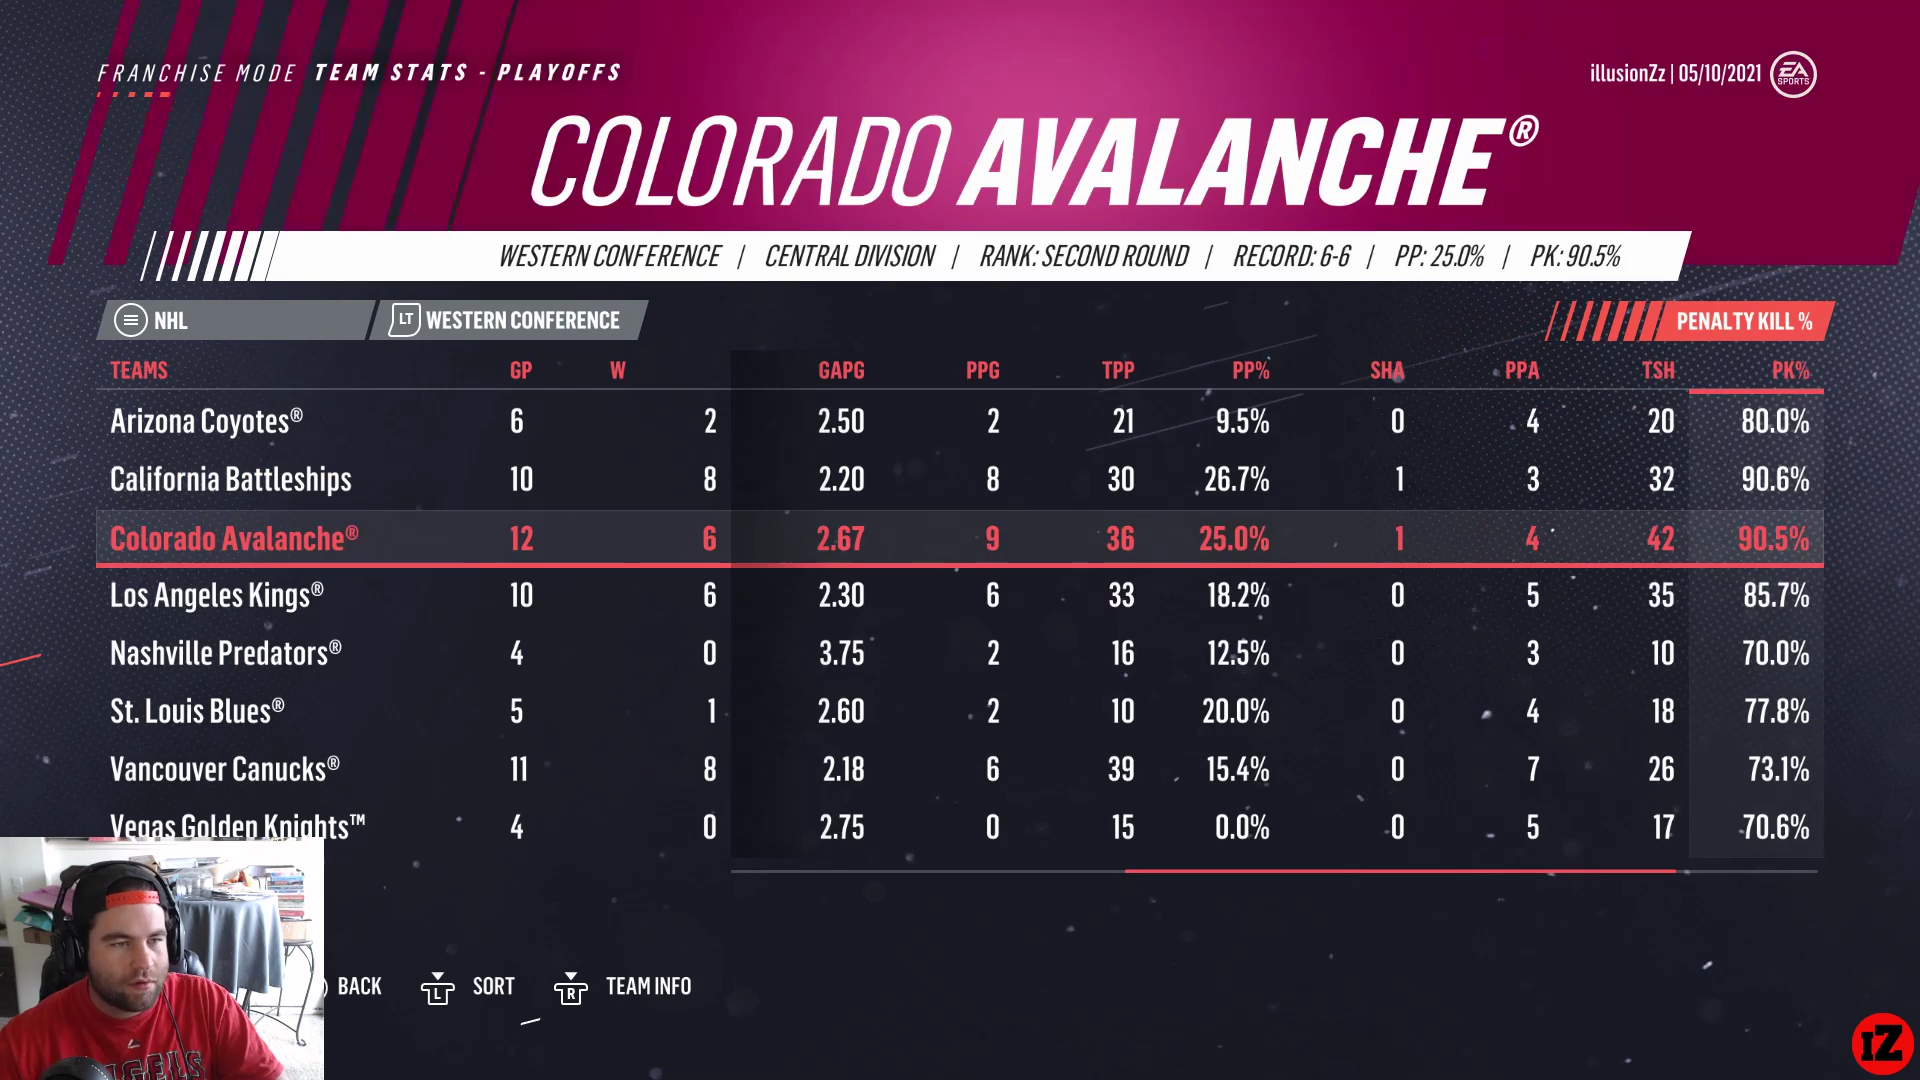 FRANCHISE MODE TEAM STATS - PLAYOFFS
illusionZz | 05/10/2021 EA SPORTS
COLORADO AVALANCHE®
WESTERN CONFERENCE / CENTRAL DIVISION / RANK: SECOND ROUND / RECORD: 6-6 / PP: 25.0% / PK: 90.5%
NHL LT WESTERN CONFERENCE PENALTY KILL %
TEAMS GP W GAPG PPG TPP PP% SHA PPA TSH PK%
Arizona Coyotes® 6 2 2.50 2 21 9.5% 0 4 20 80.0%
California Battleships 10 8 2.20 8 30 26.7% 1 3 32 90.6%
Colorado Avalanche® 12 6 2.67 9 36 25.0% 1 4 42 90.5%
Los Angeles Kings® 10 6 2.30 6 33 18.2% 0 5 35 85.7%
Nashville Predators® 4 0 3.75 2 16 12.5% 0 3 10 70.0%
St. Louis Blues® 5 1 2.60 2 10 20.0% 0 4 18 77.8%
Vancouver Canucks® 11 8 2.18 6 39 15.4% 0 7 26 73.1%
Vegas Golden Knights™ 4 0 2.75 0 15 0.0% 0 5 17 70.6%
BACK L SORT R TEAM INFO
IZ